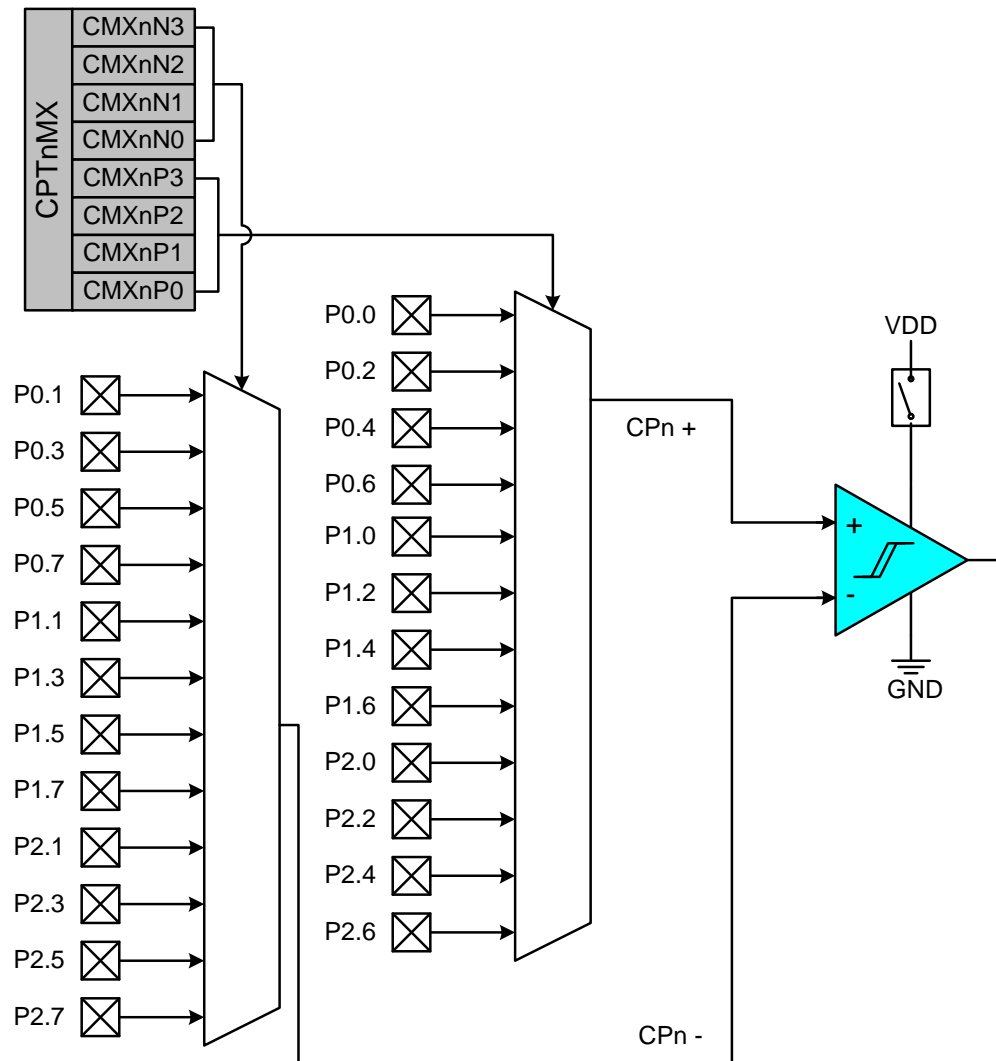 CPTnMX
CMXnN3
CMXnN2
CMXnN1
CMXnN0
CMXnP3
CMXnP2
CMXnP1
CMXnP0
P0.1
P0.3
P0.5
P0.7
P1.1
P1.3
P1.5
P1.7
P2.1
P2.3
P2.5
P2.7
P0.0
P0.2
P0.4
P0.6
P1.0
P1.2
P1.4
P1.6
P2.0
P2.2
P2.4
P2.6
CPn +
CPn -
VDD
+
-
GND